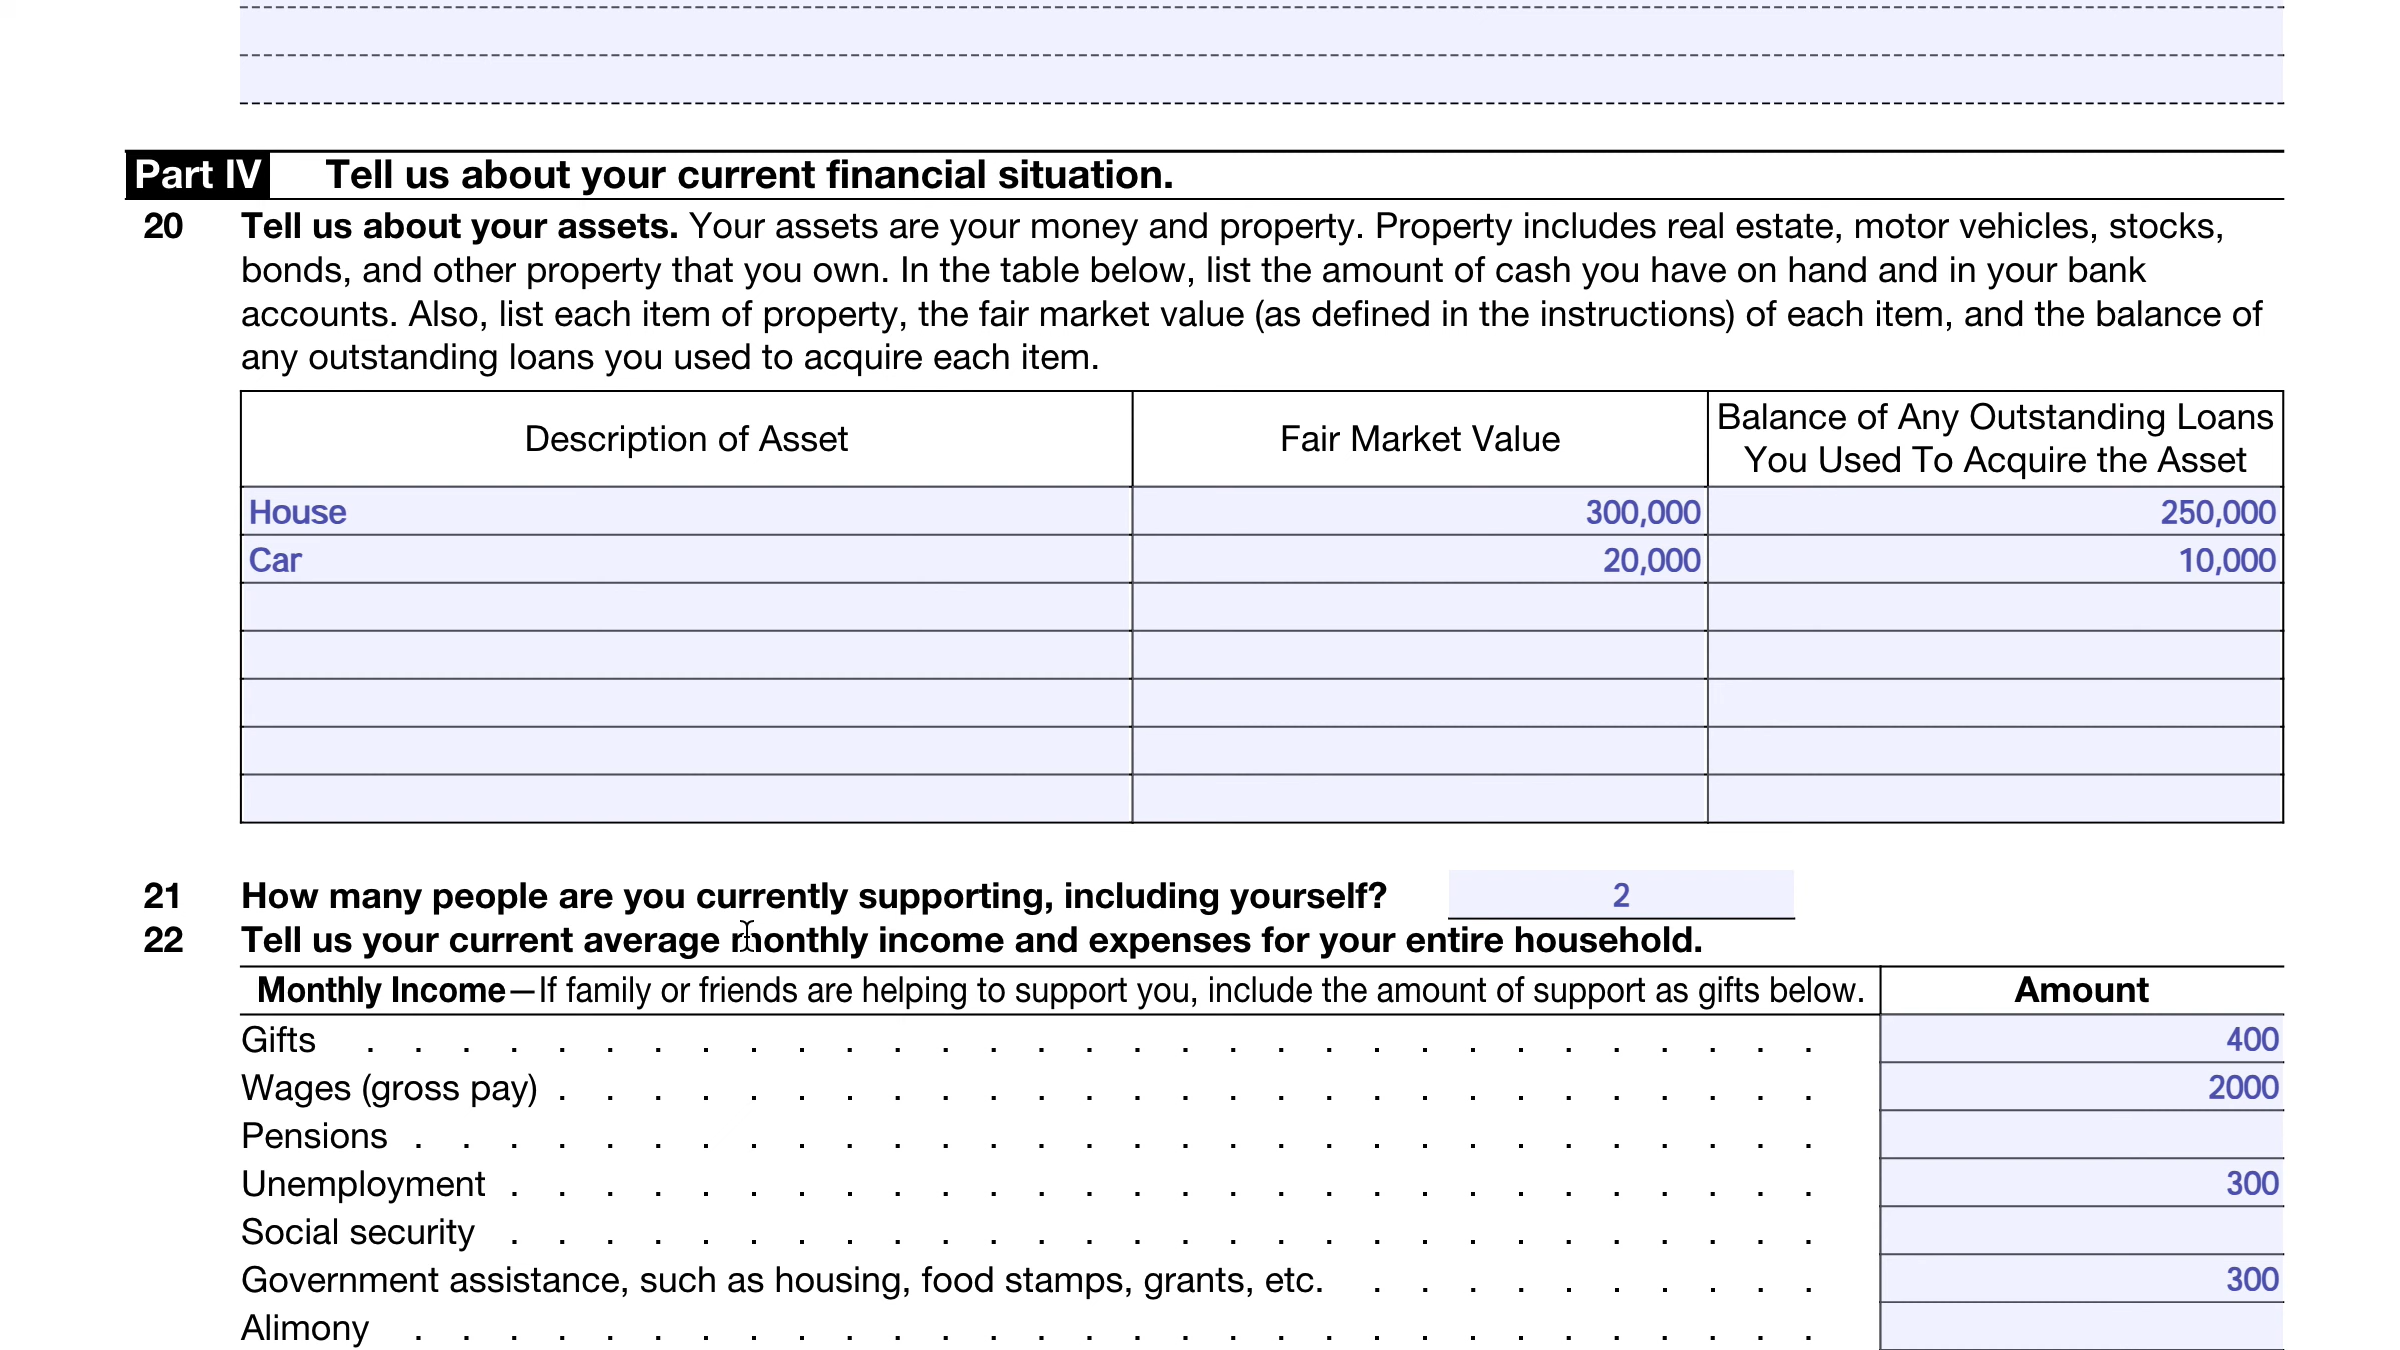 Part IV Tell us about your current financial situation.
20 Tell us about your assets. Your assets are your money and property. Property includes real estate, motor vehicles, stocks,
bonds, and other property that you own. In the table below, list the amount of cash you have on hand and in your bank
accounts. Also, list each item of property, the fair market value (as defined in the instructions) of each item, and the balance of
any outstanding loans you used to acquire each item.
Description of Asset Fair Market Value Balance of Any Outstanding Loans
You Used To Acquire the Asset
House 300,000 250,000
Car 20,000 10,000
21 How many people are you currently supporting, including yourself? 2
22 Tell us your current average monthly income and expenses for your entire household.
Monthly Income—If family or friends are helping to support you, include the amount of support as gifts below. Amount
Gifts . . . . . . . . . . . . . . . . . . . . . . . . . . . . . . . 400
Wages (gross pay) . . . . . . . . . . . . . . . . . . . . . . . . . . . 2000
Pensions . . . . . . . . . . . . . . . . . . . . . . . . . . . . . .
Unemployment . . . . . . . . . . . . . . . . . . . . . . . . . . . . 300
Social security . . . . . . . . . . . . . . . . . . . . . . . . . . . .
Government assistance, such as housing, food stamps, grants, etc. . . . . . . . . . . 300
Alimony . . . . . . . . . . . . . . . . . . . . . . . . . . . . . .